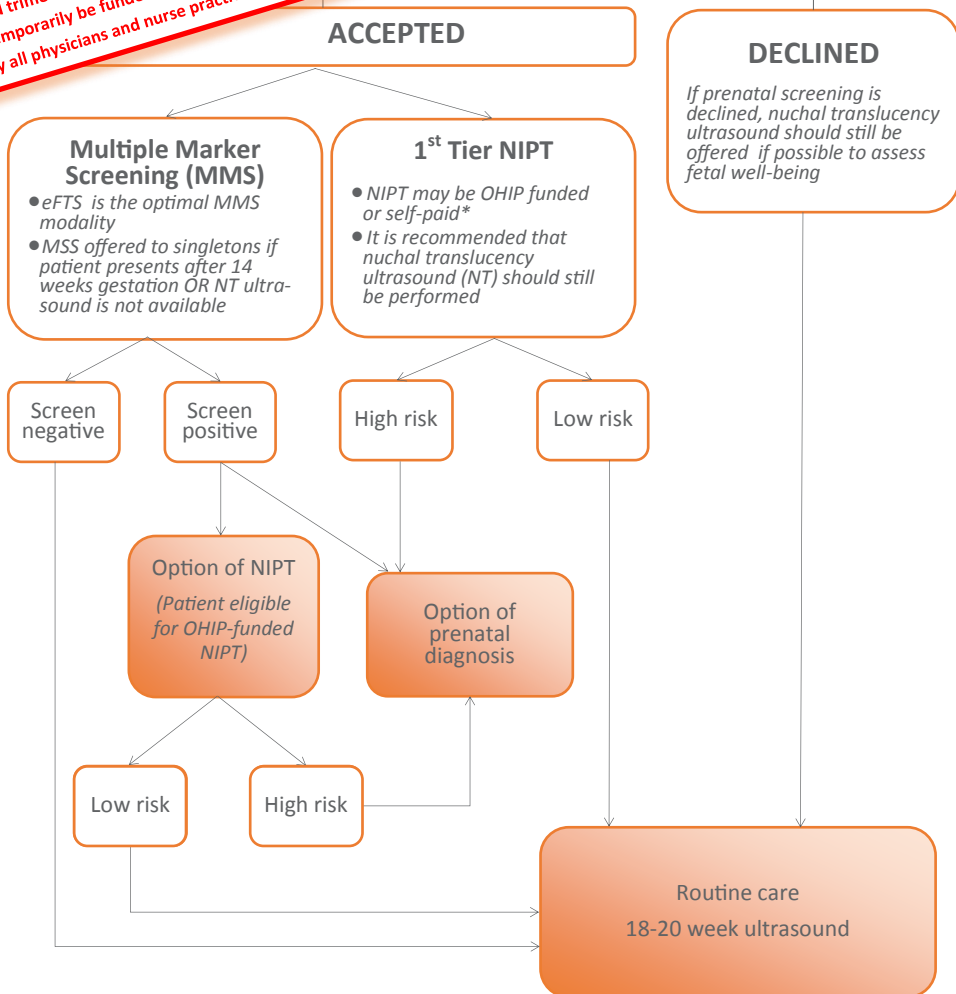 trime
mporarily be funde
y all physicians and nurse practi
ACCEPTED
DECLINED
If prenatal screening is
declined, nuchal translucency
ultrasound should still be
offered if possible to assess
fetal well-being
Multiple Marker
Screening (MMS)
● eFTS is the optimal MMS
modality
● MSS offered to singletons if
patient presents after 14
weeks gestation OR NT ultra-
sound is not available
1st Tier NIPT
● NIPT may be OHIP funded
or self-paid*
● It is recommended that
nuchal translucency
ultrasound (NT) should still
be performed
Screen
negative
Screen
positive
High risk
Low risk
Option of NIPT
(Patient eligible
for OHIP-funded
NIPT)
Option of
prenatal
diagnosis
Low risk
High risk
Routine care
18-20 week ultrasound